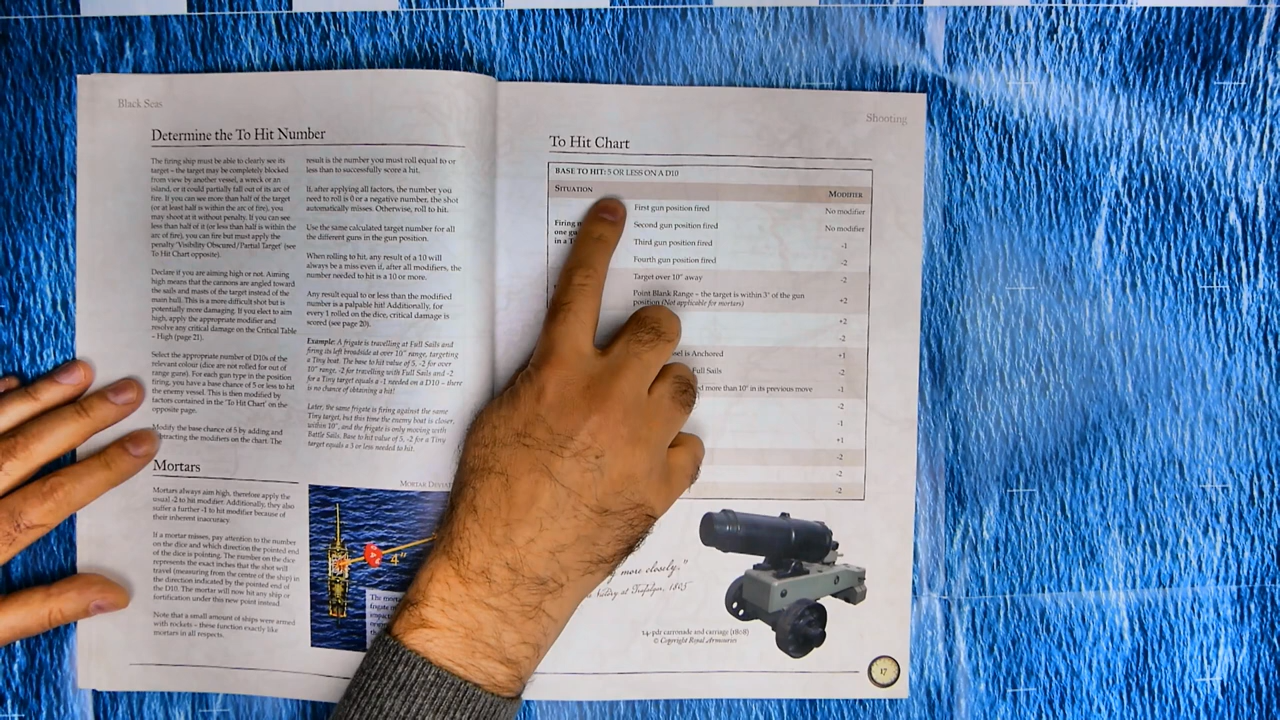 Black Seas
Determine the To Hit Number
The firing ship must be able to clearly see its
target – the target may be completely blocked
from view by another vessel, a wreck or an
island, or it could partially fall out of its arc of
fire. If you can see more than half of the target
(or at least half is within the arc of fire), you
may shoot at it without penalty. If you can see
less than half of it (or less than half is within the
arc of fire), you can fire but must apply the
penalty 'Visibility Obscured/Partial Target' (see
To Hit Chart opposite).
Declare if you are aiming high or not. Aiming
high means that the cannons are angled toward
the sails and masts of the target instead of the
main hull. This is a more difficult shot but is
potentially more damaging. If you elect to aim
high, apply the appropriate modifier and
resolve any critical damage on the Critical Table
– High (page 21).
Select the appropriate number of D10s of the
relevant colour (dice are not rolled for out of
range guns). For each gun type in the position
firing, you have a base chance of 5 or less to hit
the enemy vessel. This is then modified by
factors contained in the 'To Hit Chart' on the
opposite page.
Modify the base chance of 5 by adding and
subtracting the modifiers on the chart. The
result is the number you must roll equal to or
less than to successfully score a hit.
If, after applying all factors, the number you
need to roll is 0 or a negative number, the shot
automatically misses. Otherwise, roll to hit.
Use the same calculated target number for all
the different guns in the gun position.
When rolling to hit, any result of a 10 will
always be a miss even if, after all modifiers, the
number needed to hit is a 10 or more.
Any result equal to or less than the modified
number is a palpable hit! Additionally, for
every 1 rolled on the dice, critical damage is
scored (see page 20).
Example: A frigate is travelling at Full Sails and
firing its left broadside at over 10" range, targeting
a Tiny boat. The base to hit value of 5, -2 for over
10" range, -2 for travelling with Full Sails and -2
for a Tiny target equals a -1 needed on a D10 – there
is no chance of obtaining a hit!
Later, the same frigate is firing against the same
Tiny target, but this time the enemy boat is closer,
within 10", and the frigate is only moving with
Battle Sails. Base to hit value of 5, -2 for a Tiny
target equals a 3 or less needed to hit.
Mortars
Mortars always aim high, therefore apply the
usual -2 to hit modifier. Additionally, they also
suffer a further -1 to hit modifier because of
their inherent inaccuracy.
If a mortar misses, pay attention to the number
on the dice and which direction the pointed end
of the dice is pointing. The number on the dice
represents the exact inches that the shot will
travel (measuring from the centre of the ship) in
the direction indicated by the pointed end of
the D10. The mortar will now hit any ship or
fortification under this new point instead.
Note that a small amount of ships were armed
with rockets – these function exactly like
mortars in all respects.
Mortar
4"
The
Shooting
To Hit Chart
BASE TO HIT: 5 OR LESS ON A D10
Situation Modifier
Firing
one
in a
First gun position fired No modifier
Second gun position fired No modifier
Third gun position fired -1
Fourth gun position fired -2
Target over 10" away -2
Point Blank Range – the target is within 3" of the gun
position (Not applicable for mortars) +2
+2
-2
is Anchored +1
Full Sails -2
more than 10" in its previous move -1
-2
-1
+1
-2
-2
-2
more closely."
Victory at Trafalgar, 1805
24-pdr carronade and carriage (1808)
© Copyright Royal Armouries
17